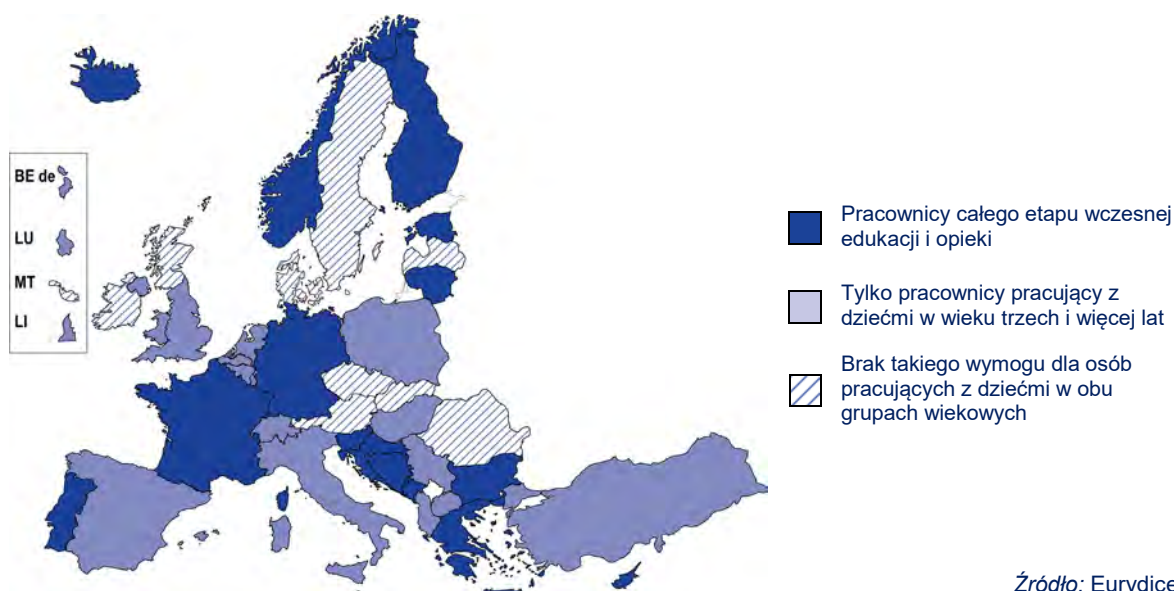 BE de
LU
MT
LI
Pracownicy całego etapu wczesnej
edukacji i opieki
Tylko pracownicy pracujący z
dziećmi w wieku trzech i więcej lat
Brak takiego wymogu dla osób
pracujących z dziećmi w obu
grupach wiekowych
Źródło: Eurydice